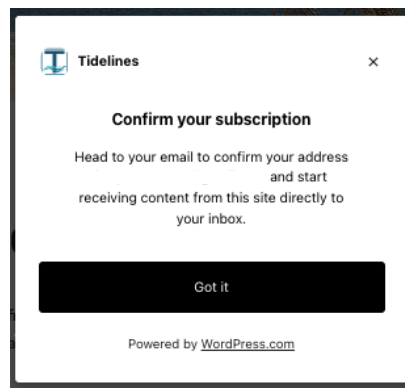 Tidelines
Confirm your subscription
Head to your email to confirm your address
and start
receiving content from this site directly to
your inbox.
Got it
Powered by WordPress.com